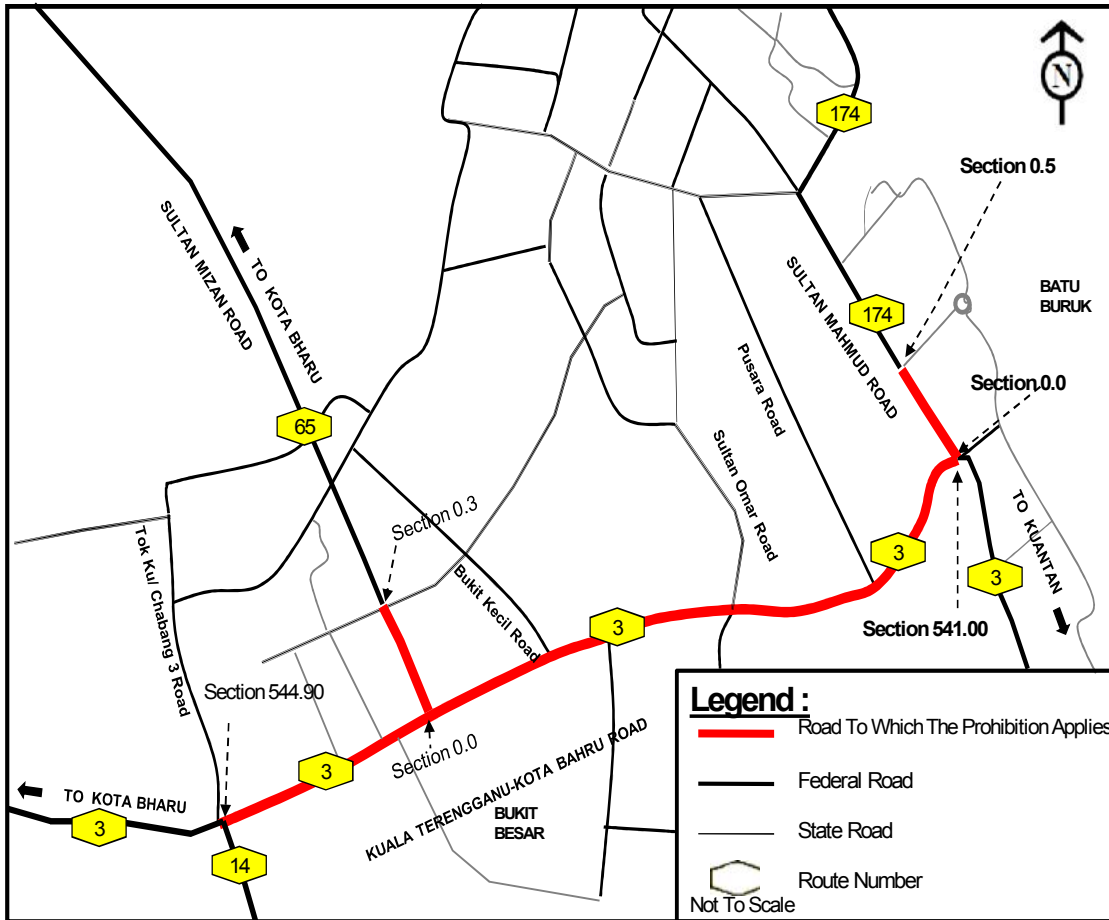 N
174
Section 0.5
SULTAN MIZAN ROAD
TO KOTA BHARU
SULTAN MAHMUD ROAD
174
BATU
BURUK
Pusara Road
Section 0.0
65
Sultan Omar Road
Section 0.3
Tok Ku/ Chabang 3 Road
Bukit Kecil Road
3
TO KUANTAN
3
3
Section 541.00
Section 544.90
Section 0.0
3
KUALA TERENGGANU-KOTA BAHRU ROAD
TO KOTA BHARU
3
BUKIT
BESAR
14
Legend :
Road To Which The Prohibition Applies
Federal Road
State Road
Route Number
Not To Scale